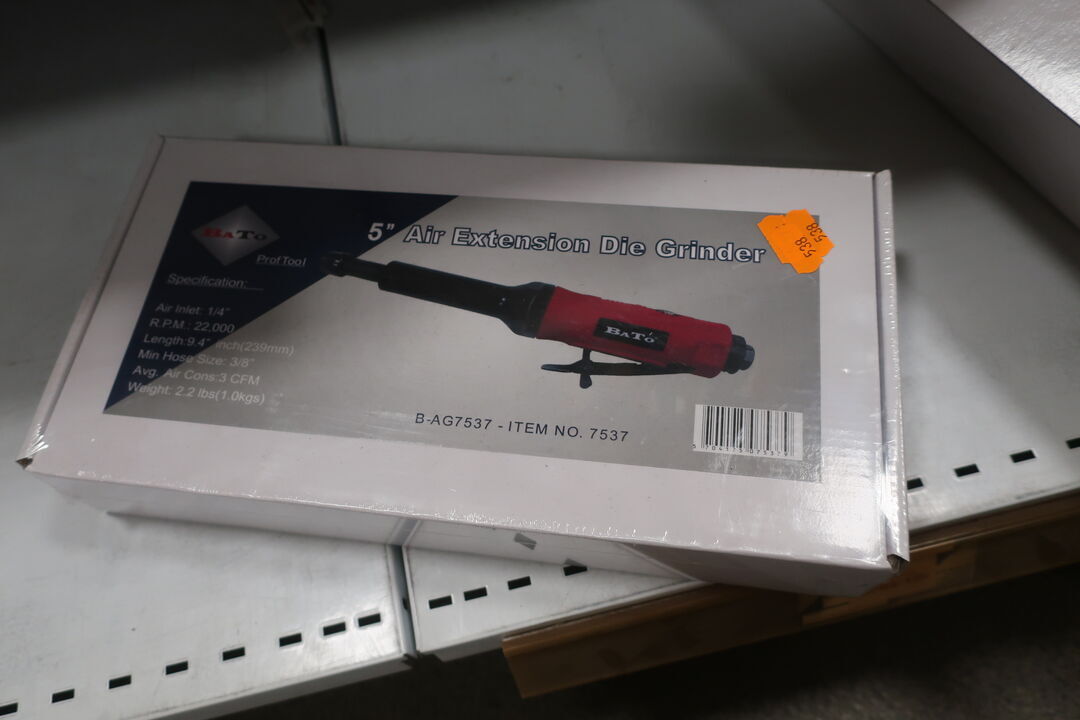 BATO
ProfTool
5" Air Extension Die Grinder
538
538
Specification:
Air Inlet: 1/4"
R.P.M.: 22,000
Length:9.4" inch(239mm)
Min Hose Size: 3/8"
Avg. Air Cons:3 CFM
Weight: 2.2 lbs(1.0kgs)
BATO
B-AG7537 - ITEM NO. 7537